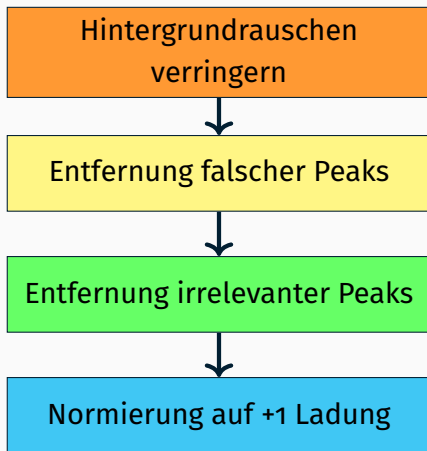 Hintergrundrauschen
verringern
Entfernung falscher Peaks
Entfernung irrelevanter Peaks
Normierung auf +1 Ladung